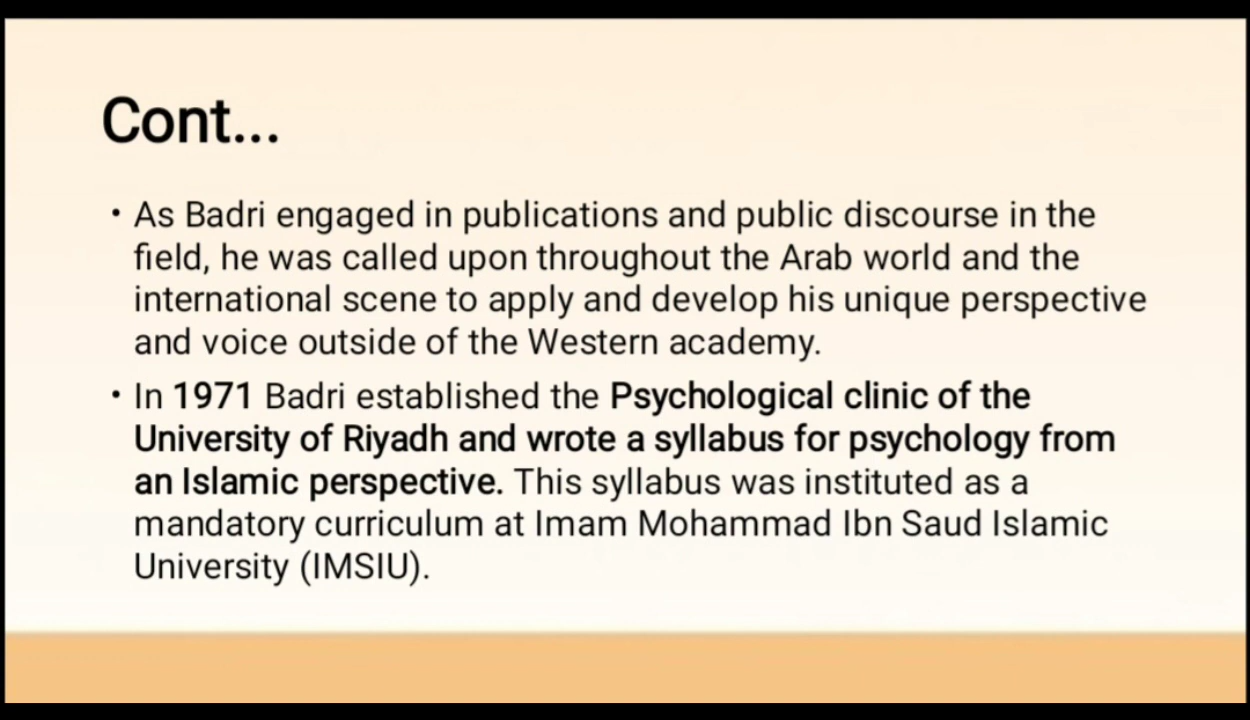 Cont...
• As Badri engaged in publications and public discourse in the
field, he was called upon throughout the Arab world and the
international scene to apply and develop his unique perspective
and voice outside of the Western academy.
• In 1971 Badri established the Psychological clinic of the
University of Riyadh and wrote a syllabus for psychology from
an Islamic perspective. This syllabus was instituted as a
mandatory curriculum at Imam Mohammad Ibn Saud Islamic
University (IMSIU).